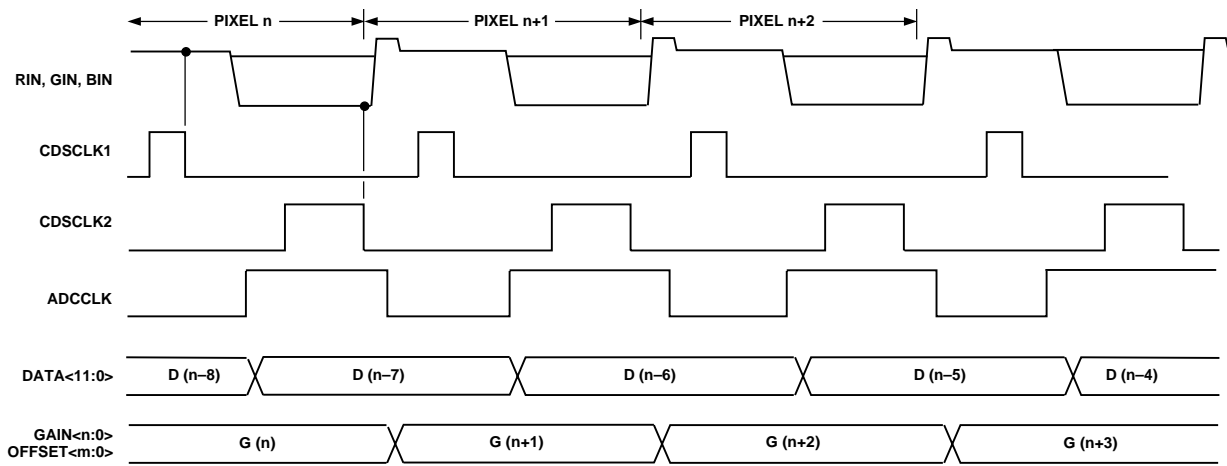 PIXEL n
PIXEL n+1
PIXEL n+2
RIN, GIN, BIN
CDSCLK1
CDSCLK2
ADCCLK
DATA<11:0>
D (n–8)
D (n–7)
D (n–6)
D (n–5)
D (n–4)
GAIN<n:0>
OFFSET<m:0>
G (n)
G (n+1)
G (n+2)
G (n+3)